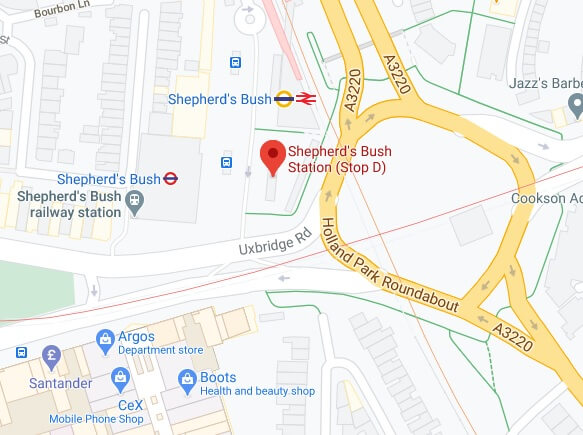 Bourbon Ln
St
A3220
A3220
Jazz's Barbe
Shepherd's Bush
Shepherd's Bush
Station (Stop D)
Shepherd's Bush
Shepherd's Bush
railway station
Cookson Ac
Uxbridge Rd
Holland Park Roundabout
A3220
Argos
Department store
£
Santander
Boots
Health and beauty shop
CeX
Mobile Phone Shop